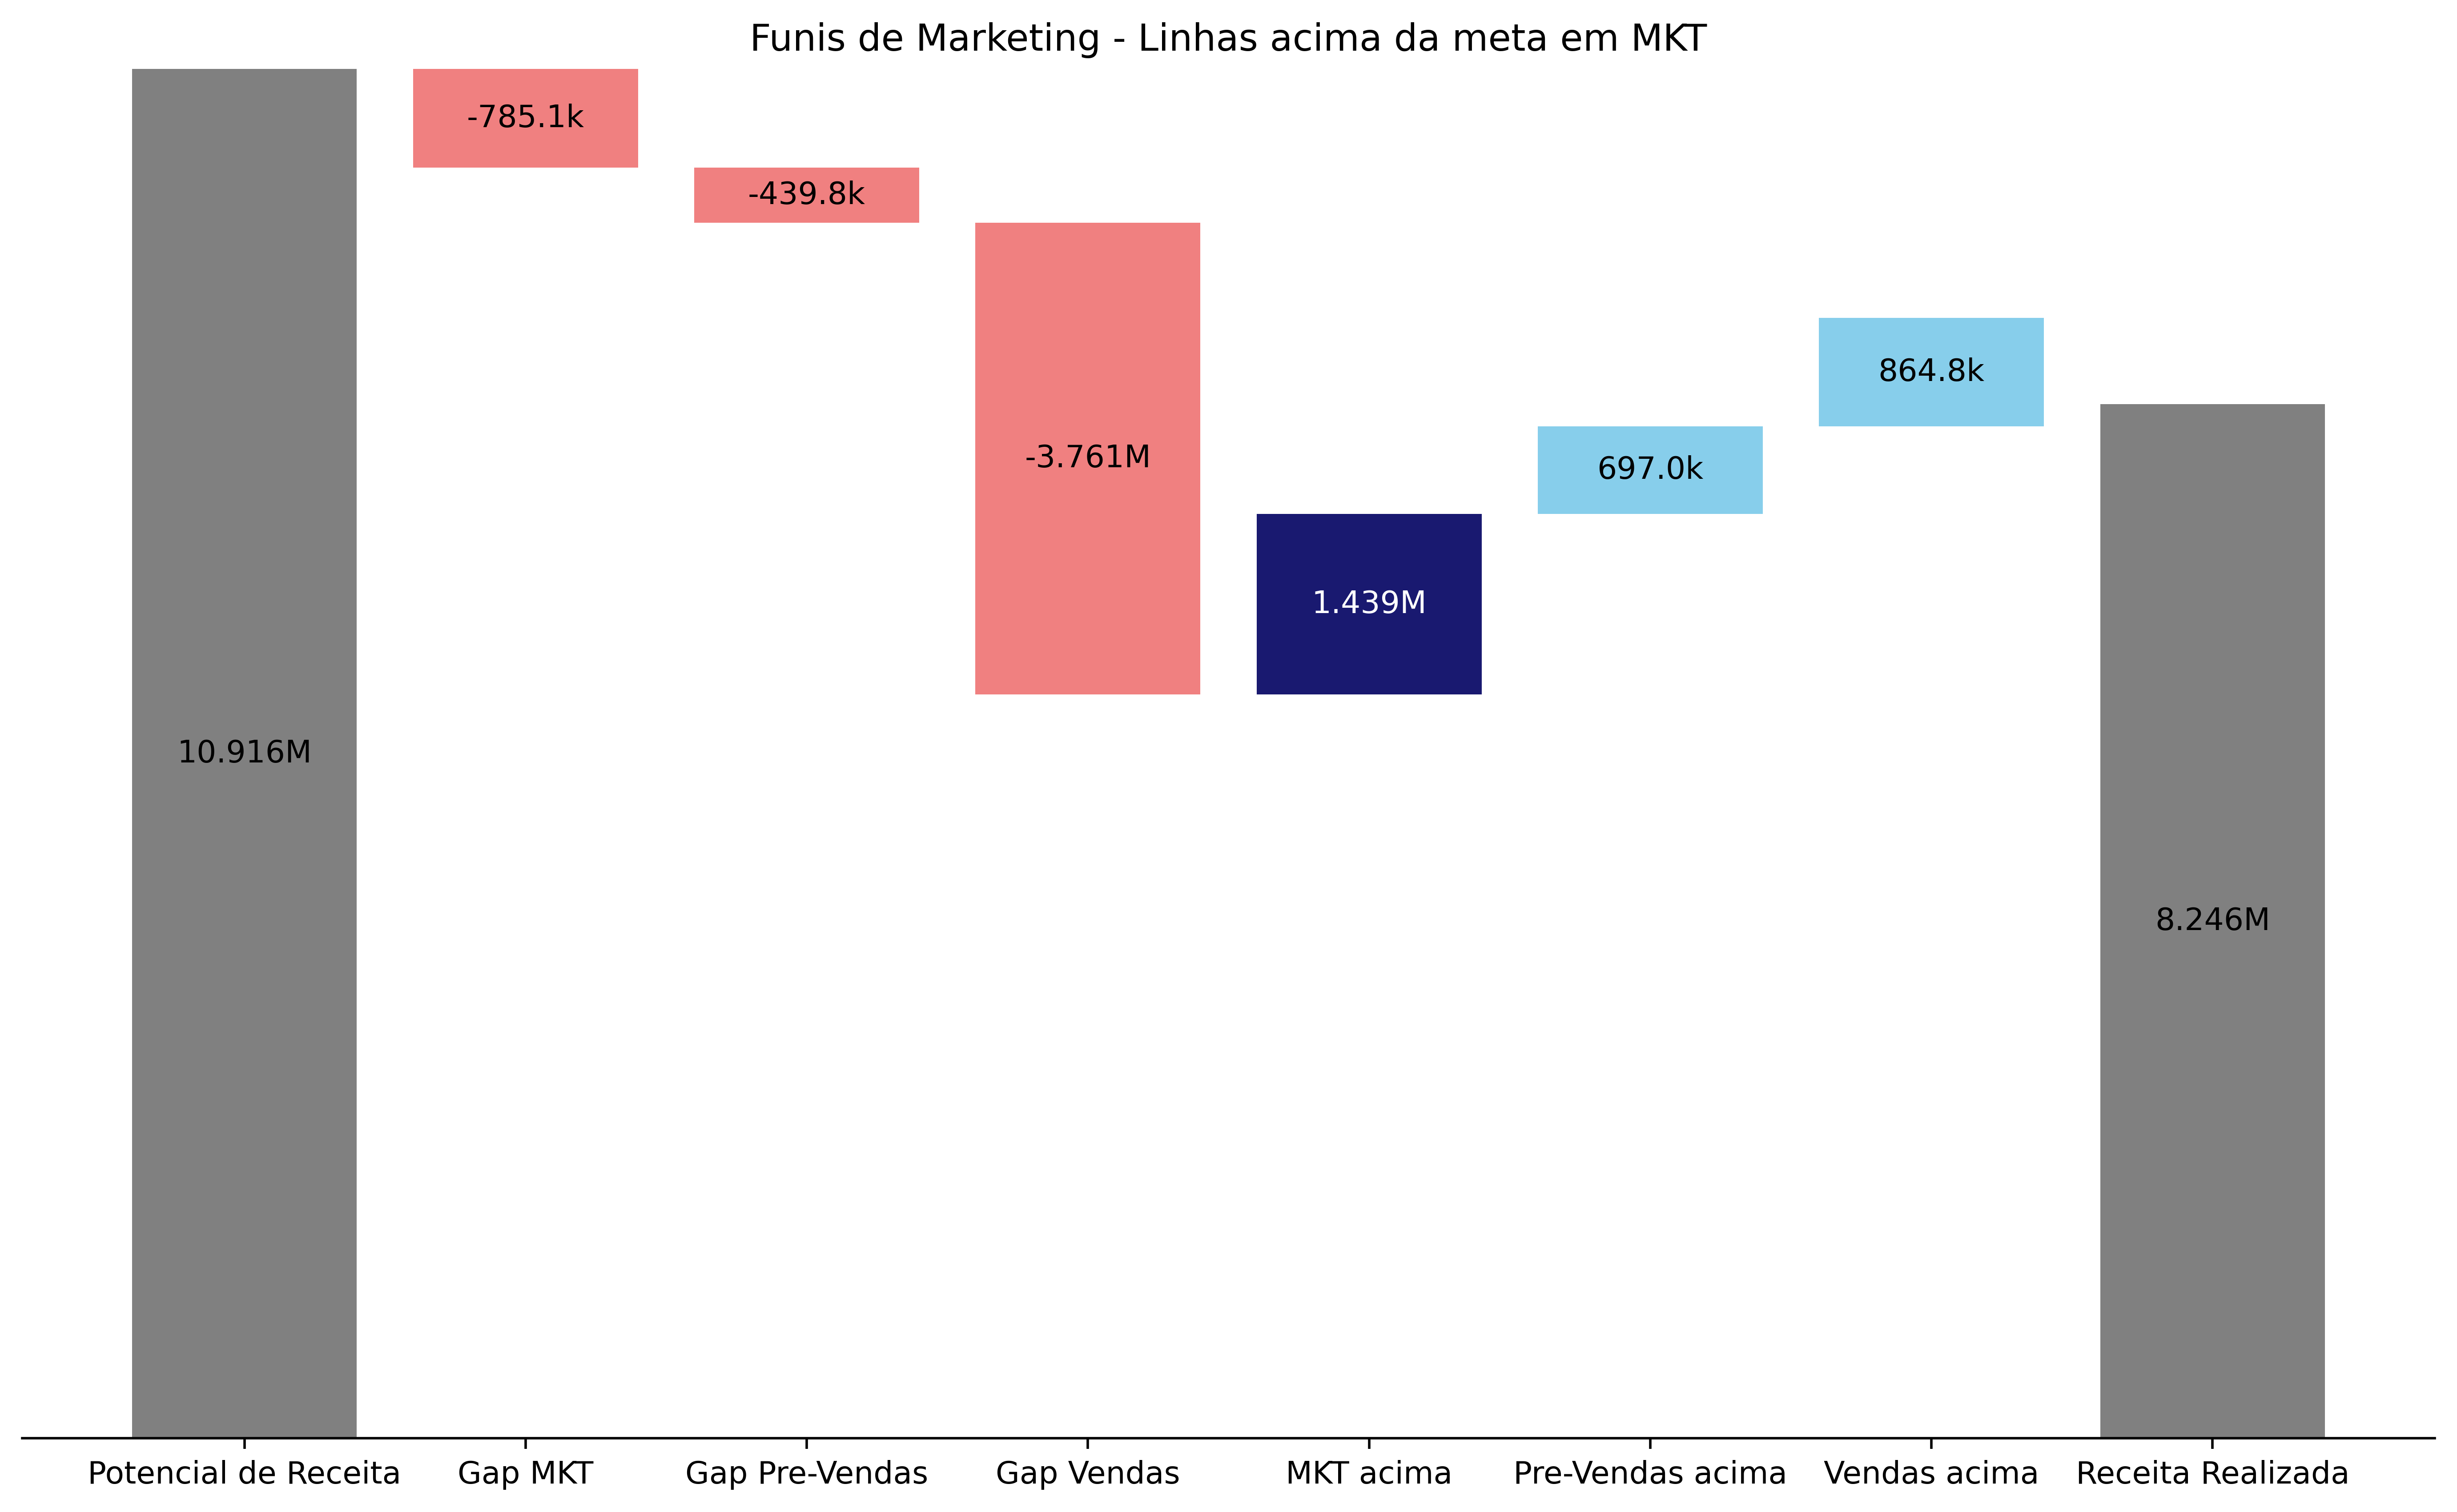 Funis de Marketing - Linhas acima da meta em MKT
-785.1k
-439.8k
864.8k
-3.761M
697.0k
1.439M
10.916M
8.246M
Potencial de Receita
Gap MKT
Gap Pre-Vendas
Gap Vendas
MKT acima
Pre-Vendas acima
Vendas acima
Receita Realizada